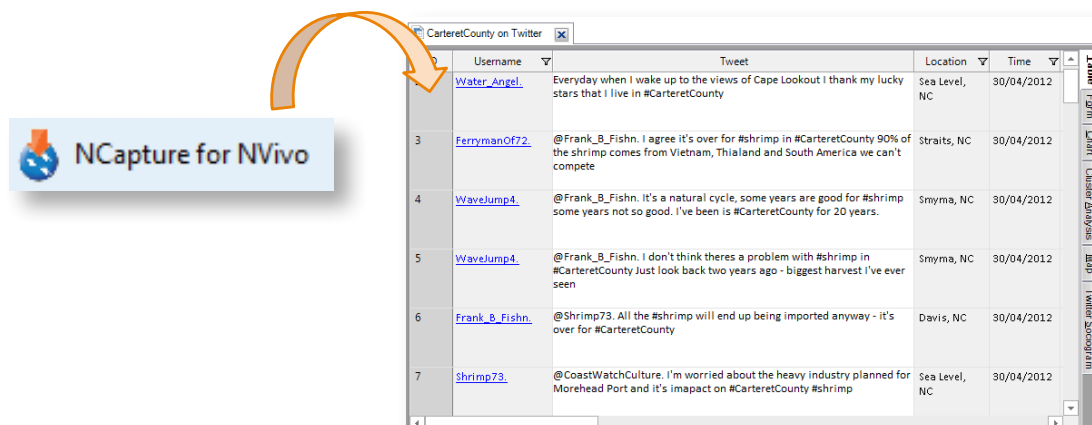 CarteretCounty on Twitter
Username Tweet Location Time
Water_Angel. Everyday when I wake up to the views of Cape Lookout I thank my lucky Sea Level, 30/04/2012
stars that I live in #CarteretCounty NC
NCapture for NVivo
3 FerrymanOf72. @Frank_B_Fishn. I agree it's over for #shrimp in #CarteretCounty 90% of Straits, NC 30/04/2012
the shrimp comes from Vietnam, Thialand and South America we can't
compete
4 WaveJump4. @Frank_B_Fishn. It's a natural cycle, some years are good for #shrimp Smyrna, NC 30/04/2012
some years not so good. I've been is #CarteretCounty for 20 years.
5 WaveJump4. @Frank_B_Fishn. I don't think theres a problem with #shrimp in Smyrna, NC 30/04/2012
#CarteretCounty Just look back two years ago - biggest harvest I've ever
seen
6 Frank_B_Fishn. @Shrimp73. All the #shrimp will end up being imported anyway - it's Davis, NC 30/04/2012
over for #CarteretCounty
7 Shrimp73. @CoastWatchCulture. I'm worried about the heavy industry planned for Sea Level, 30/04/2012
Morehead Port and it's imapact on #CarteretCounty #shrimp NC
Table
Form
Chart
Cluster Analysis
Map
Twitter Sociogram